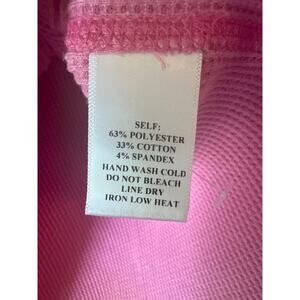 SELF:
63% POLYESTER
33% COTTON
4% SPANDEX
HAND WASH COLD
DO NOT BLEACH
LINE DRY
IRON LOW HEAT